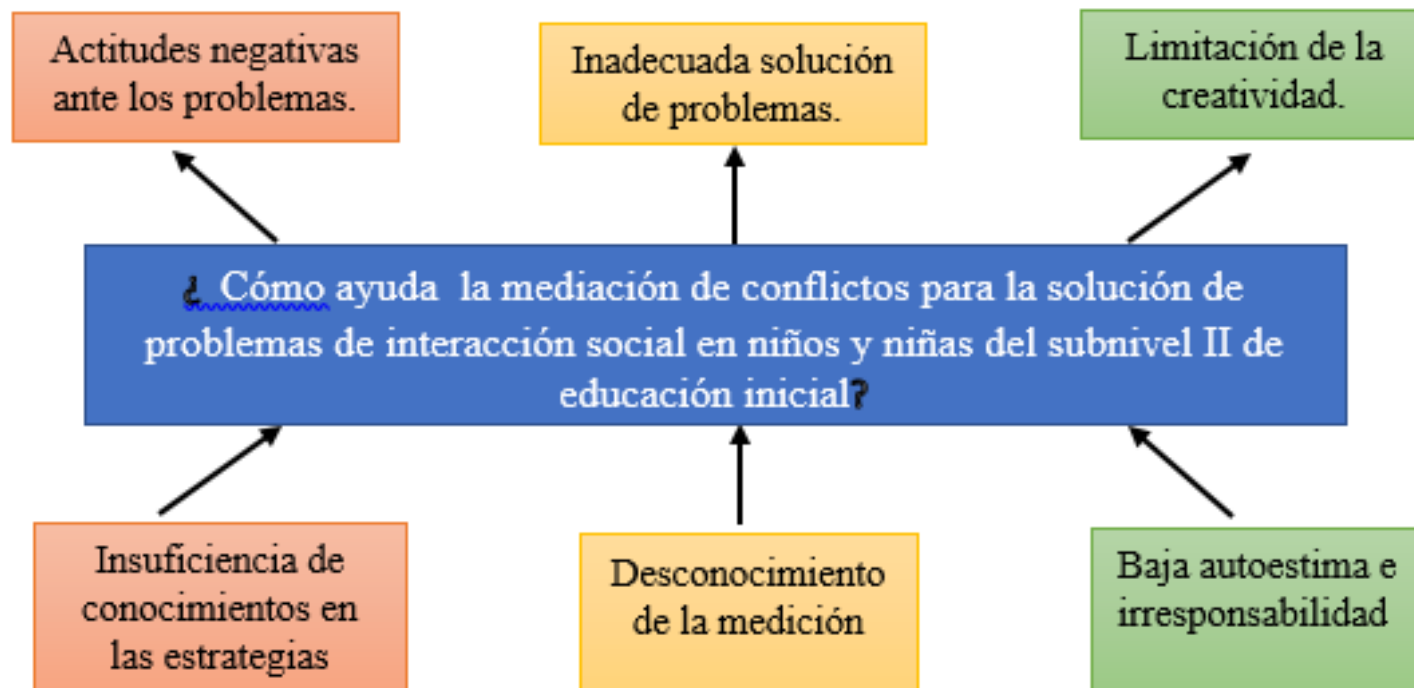 Actitudes negativas
ante los problemas.
Inadecuada solución
de problemas.
Limitación de la
creatividad.
¿ Cómo ayuda  la mediación de conflictos para la solución de
problemas de interacción social en niños y niñas del subnivel II de
educación inicial?
Insuficiencia de
conocimientos en
las estrategias
Desconocimiento
de la medición
Baja autoestima e
irresponsabilidad